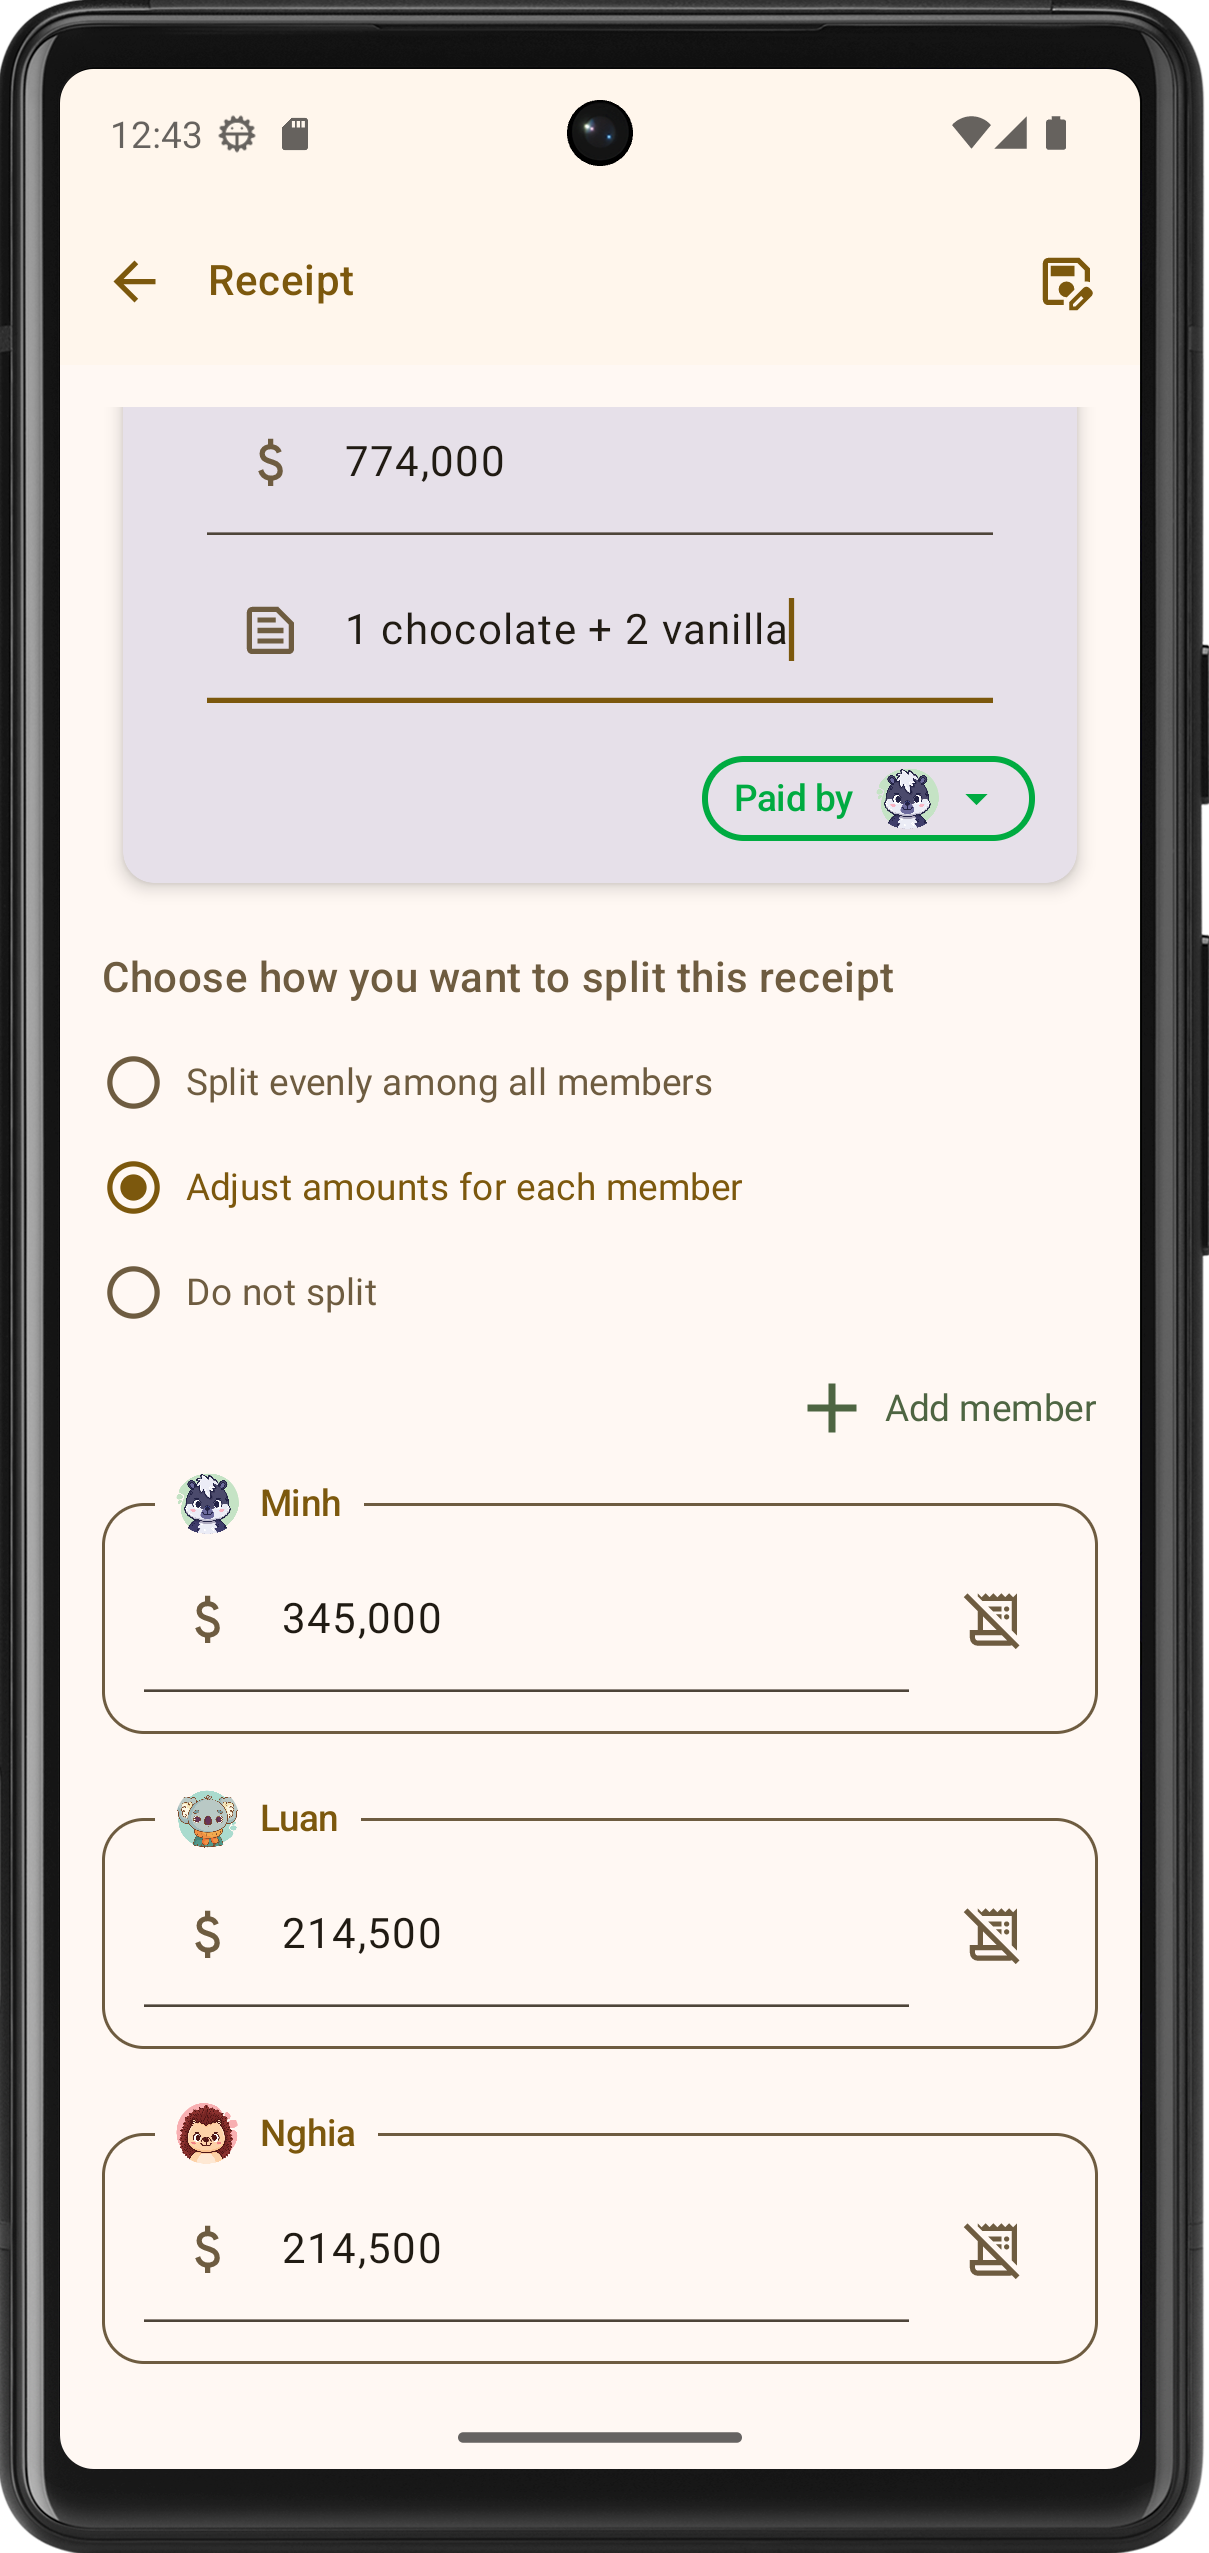 12:43
Receipt
$ 774,000
1 chocolate + 2 vanilla
Paid by
Choose how you want to split this receipt
Split evenly among all members
Adjust amounts for each member
Do not split
+ Add member
Minh
$ 345,000
Luan
$ 214,500
Nghia
$ 214,500